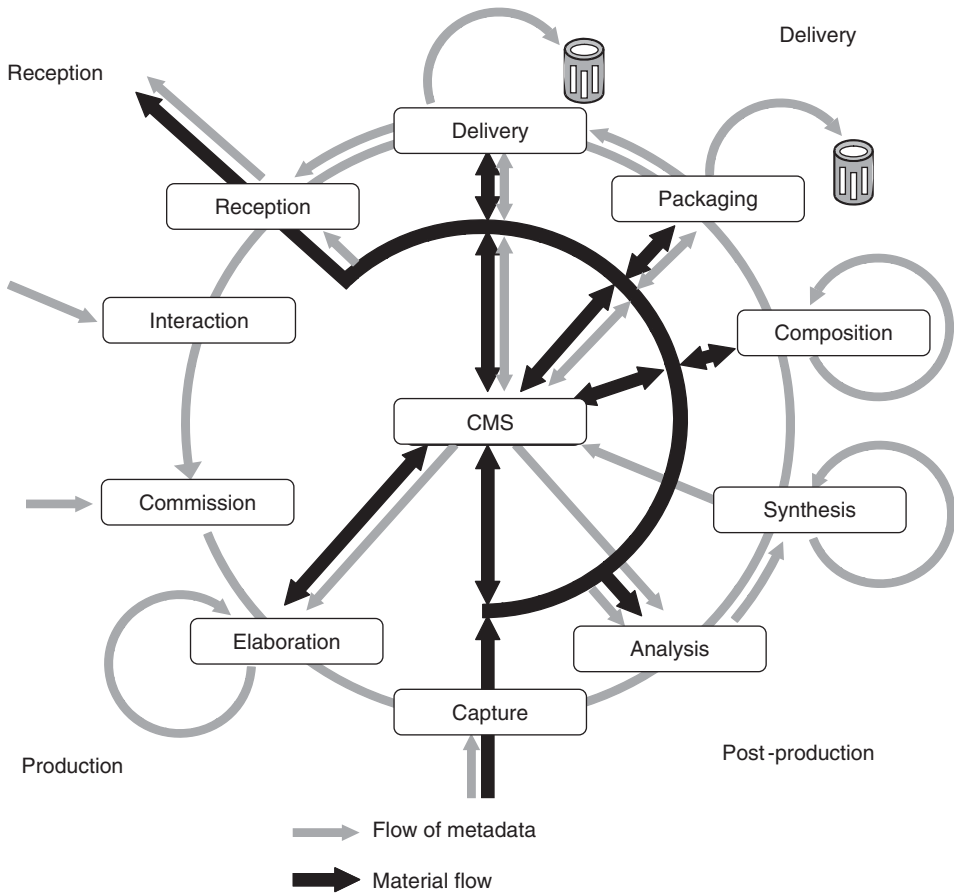 Delivery
Reception
Delivery
Packaging
Reception
Interaction
Composition
CMS
Commission
Synthesis
Elaboration
Analysis
Capture
Production
Post-production
Flow of metadata
Material flow